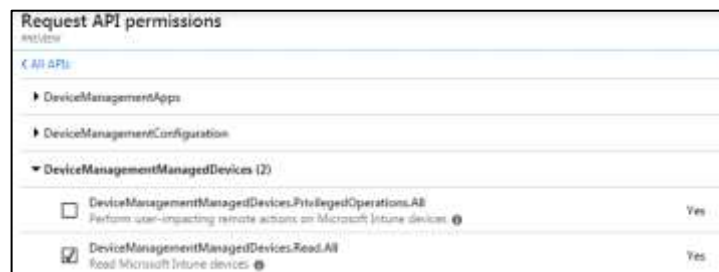 Request API permissions
PREVIEW
< All APIs
DeviceManagementApps
DeviceManagementConfiguration
DeviceManagementManagedDevices (2)
DeviceManagementManagedDevices.PrivilegedOperations.All Yes
Perform user-impacting remote actions on Microsoft Intune devices
DeviceManagementManagedDevices.Read.All Yes
Read Microsoft Intune devices